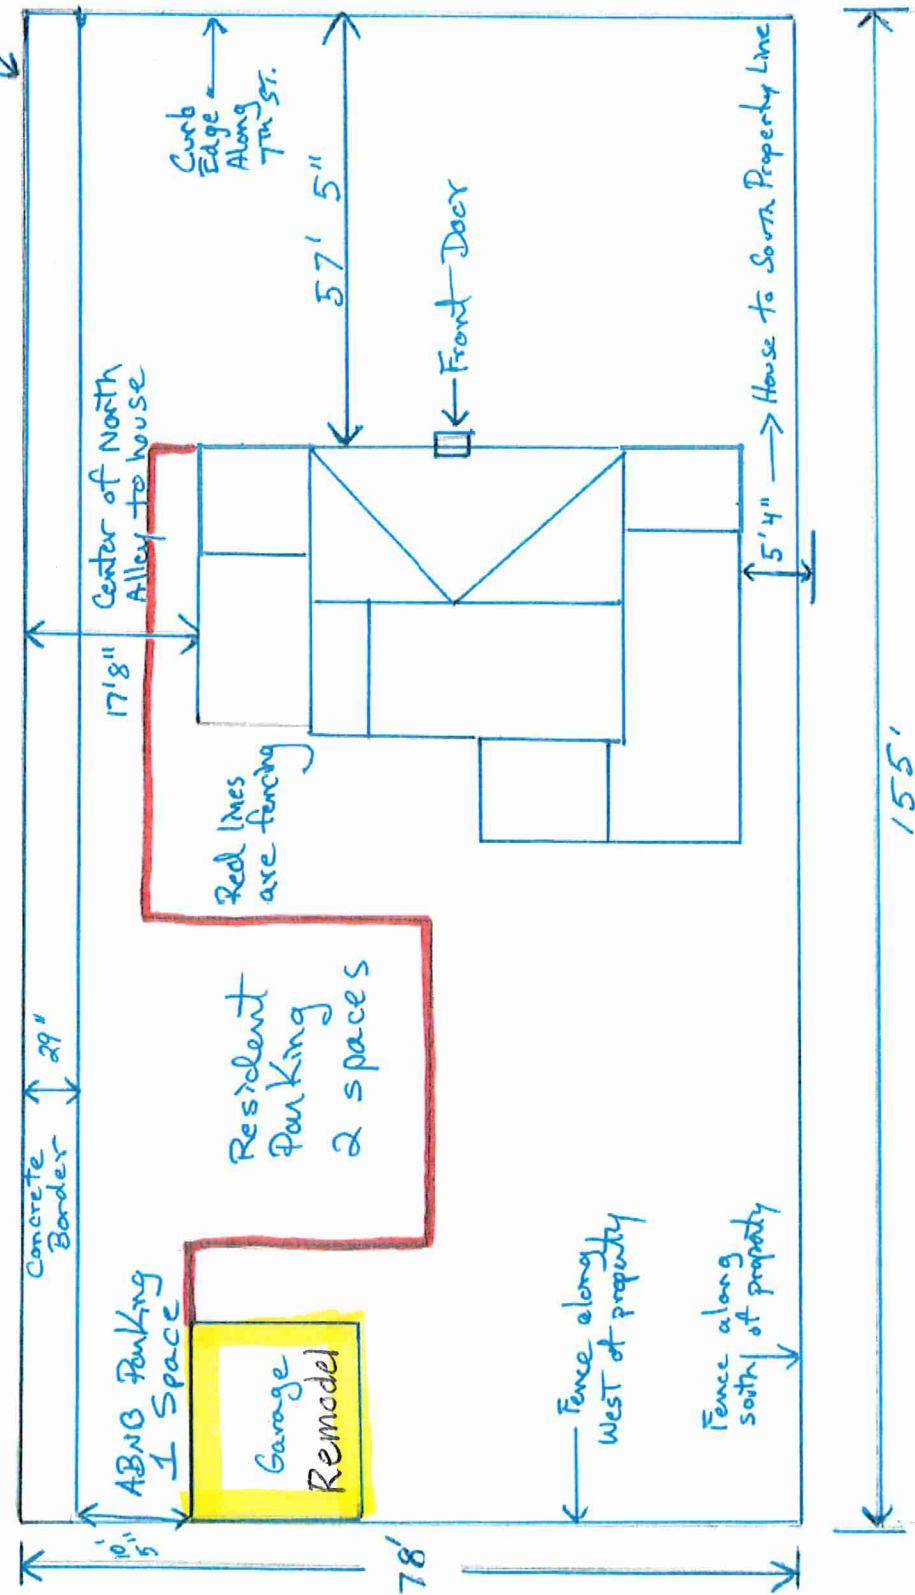 Concrete
Border
29"
Center of North
Alley to house
17'8"
Curb
Edge
Along
7th St.
57' 5"
Front Door
5'4"
House to South Property Line
ABNB Parking
1 Space
10'
5"
Garage
Remodel
Resident
Parking
2 spaces
Red lines
are fencing
Fence along
West of property
Fence along
south of property
78'
155'